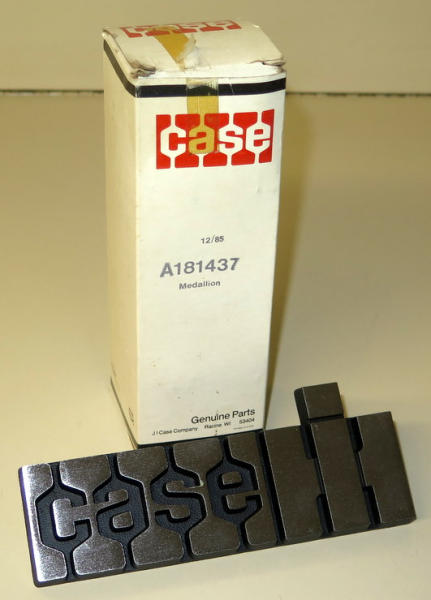 case
12/85
A181437
Medallion
Genuine Parts
J I Case Company Racine WI 53404
case IH